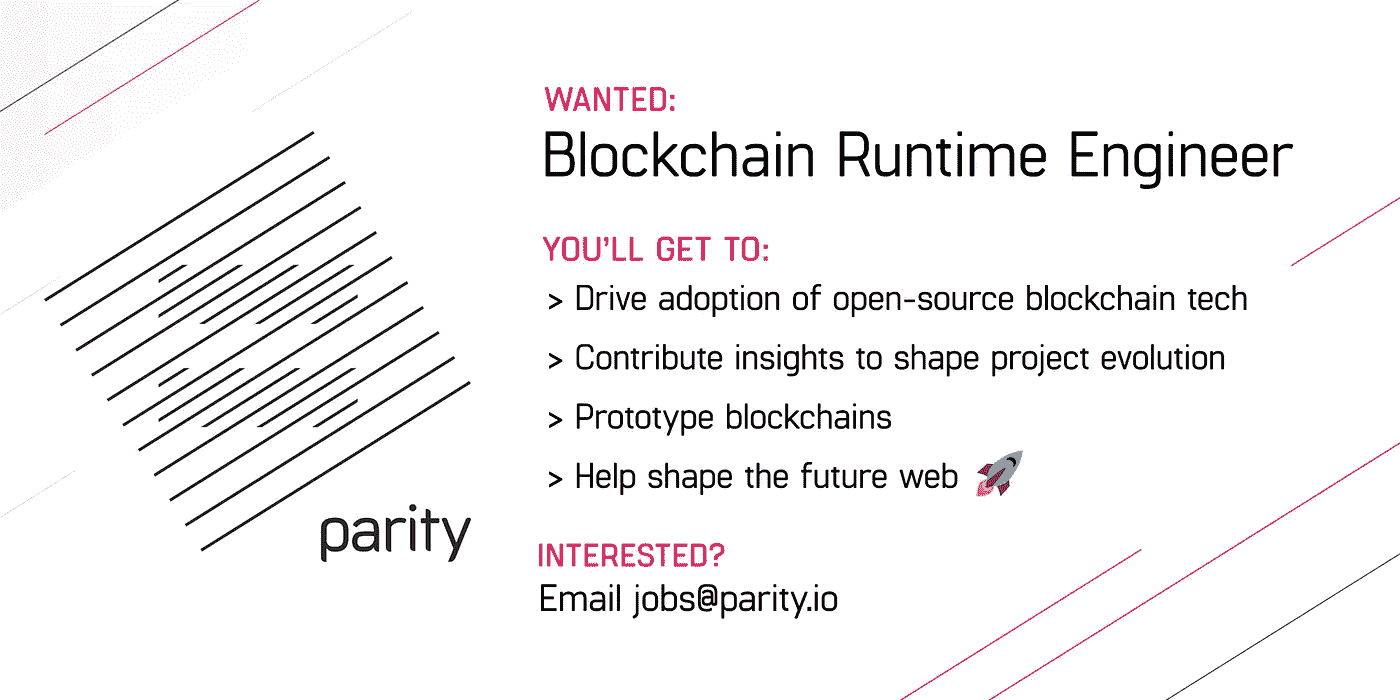 WANTED:
Blockchain Runtime Engineer
YOU'LL GET TO:
> Drive adoption of open-source blockchain tech
> Contribute insights to shape project evolution
> Prototype blockchains
> Help shape the future web 🚀
parity
INTERESTED?
Email jobs@parity.io